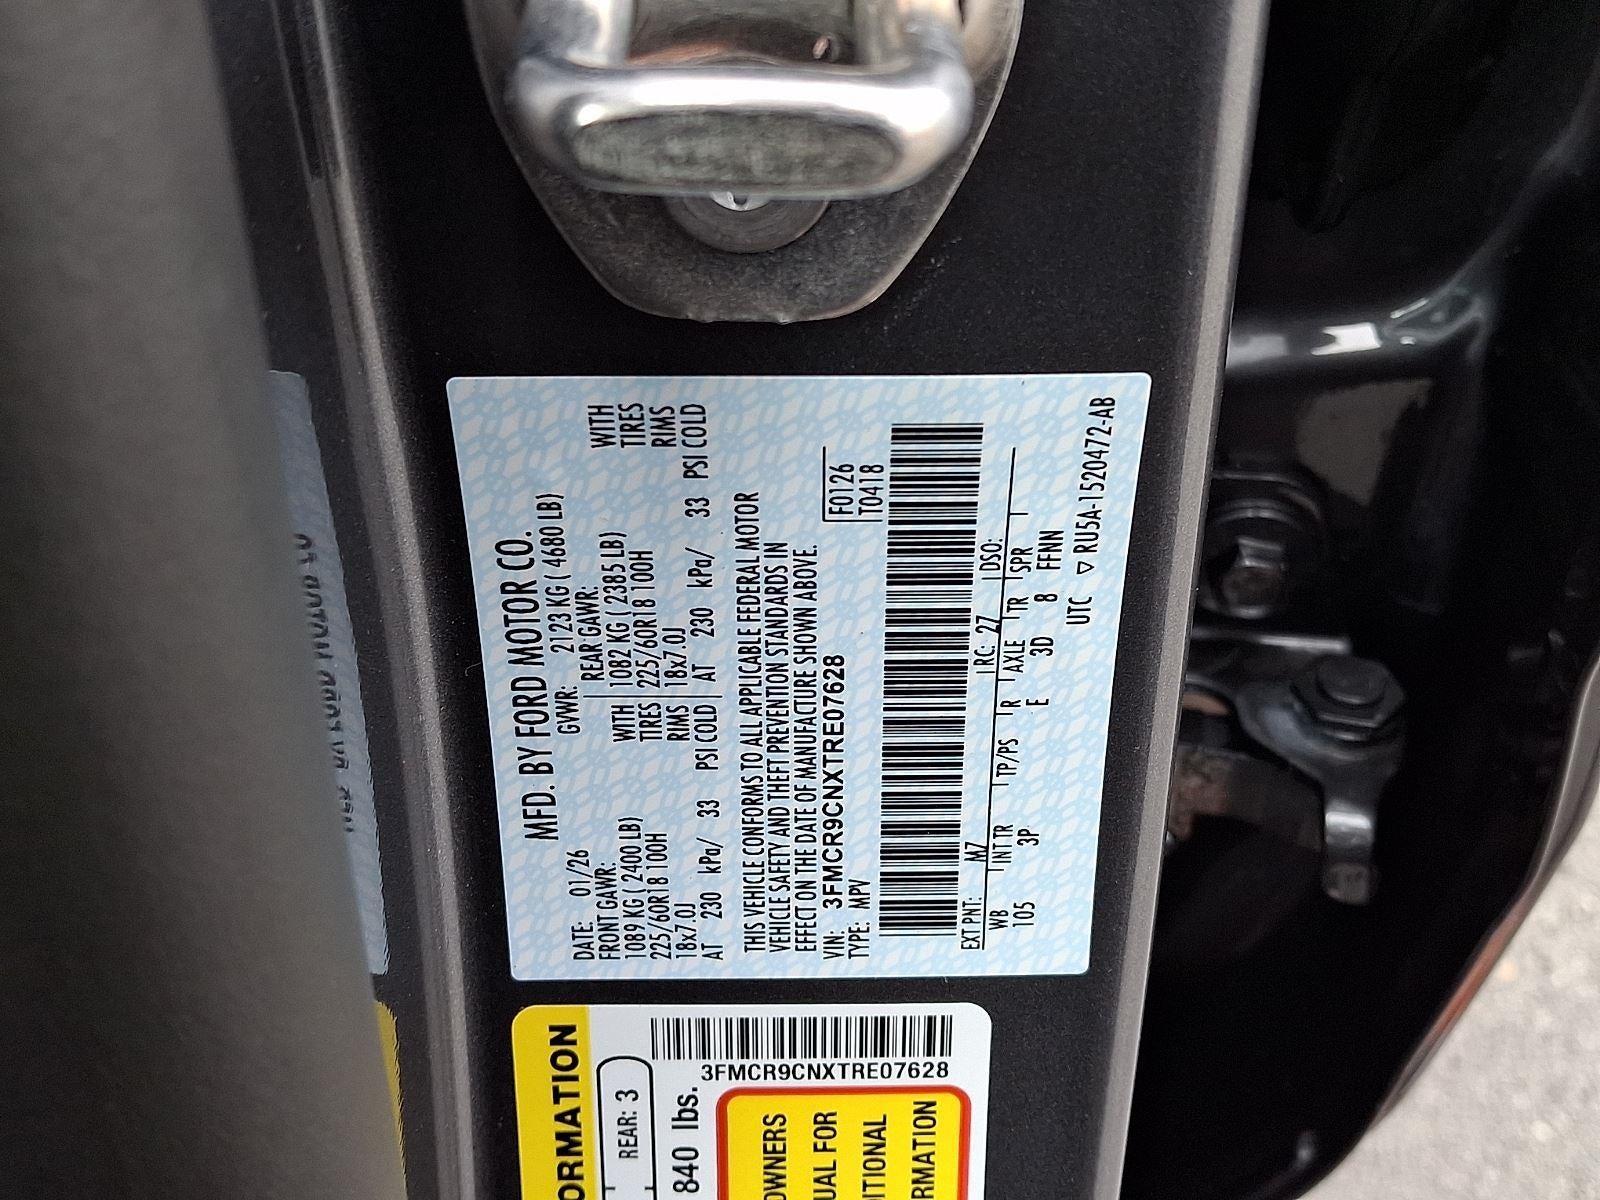 MFD. BY FORD MOTOR CO.
DATE: 01/26 GVWR: 2123 KG ( 4680 LB)
FRONT GAWR: REAR GAWR:
1089 KG ( 2400 LB) WITH 1082 KG ( 2385 LB) WITH
225/60R18 100H TIRES 225/60R18 100H TIRES
18x7.0J RIMS 18x7.0J RIMS
AT 230 kPa/ 33 PSI COLD AT 230 kPa/ 33 PSI COLD
THIS VEHICLE CONFORMS TO ALL APPLICABLE FEDERAL MOTOR
VEHICLE SAFETY AND THEFT PREVENTION STANDARDS IN
EFFECT ON THE DATE OF MANUFACTURE SHOWN ABOVE.
VIN: 3FMCR9CNXTRE07628 F0126
TYPE: MPV T0418
EXT PNT: M7 RC: 27 DSO:
WB INT TR TP/PS R AXLE TR SPR
105 3P E 3D 8 FNN
UTC ▽ RU5A-1520472-AB
ORMATION
REAR: 3
840 lbs.
3FMCR9CNXTRE07628
OWNERS
UAL FOR
ITIONAL
RMATION